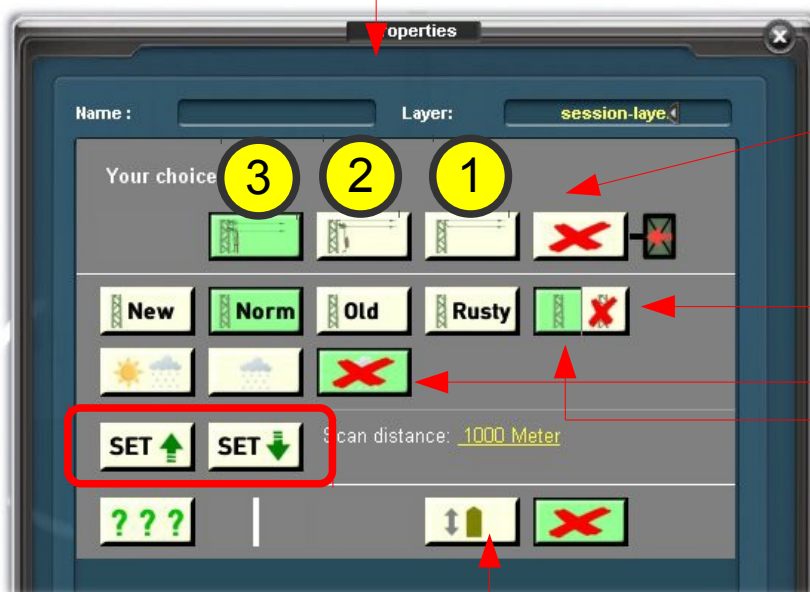 roperties
Name : Layer: session-laye
Your choice
3 2 1
New Norm Old Rusty
SET SET Scan distance: 1000 Meter
? ? ?